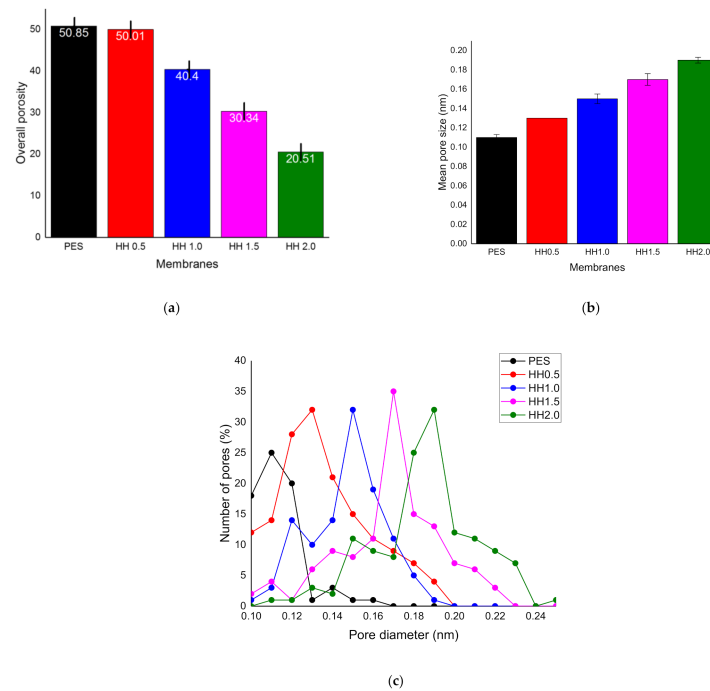 50
40
30
20
10
0
Overall porosity
50.85
50.01
40.4
30.34
20.51
PES HH 0.5 HH 1.0 HH 1.5 HH 2.0
Membranes
(a)
0.20
0.18
0.16
0.14
0.12
0.10
0.08
0.06
0.04
0.02
0.00
Mean pore size (nm)
PES HH0.5 HH1.0 HH1.5 HH2.0
Membranes
(b)
40
35
30
25
20
15
10
5
0
Number of pores (%)
PES
HH0.5
HH1.0
HH1.5
HH2.0
0.10 0.12 0.14 0.16 0.18 0.20 0.22 0.24
Pore diameter (nm)
(c)